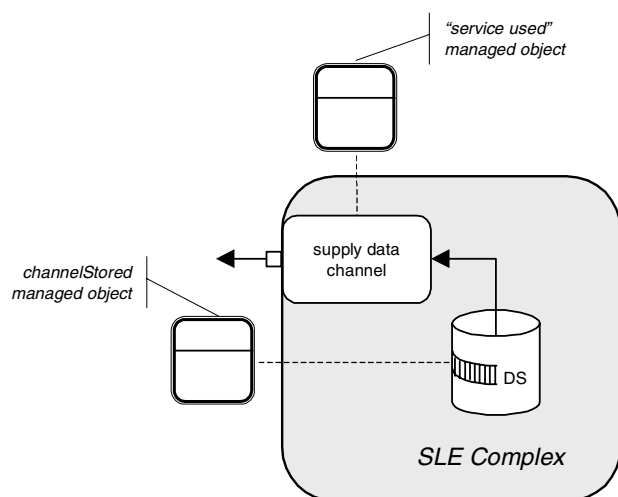 “service used”
managed object
supply data
channel
channelStored
managed object
DS
SLE Complex